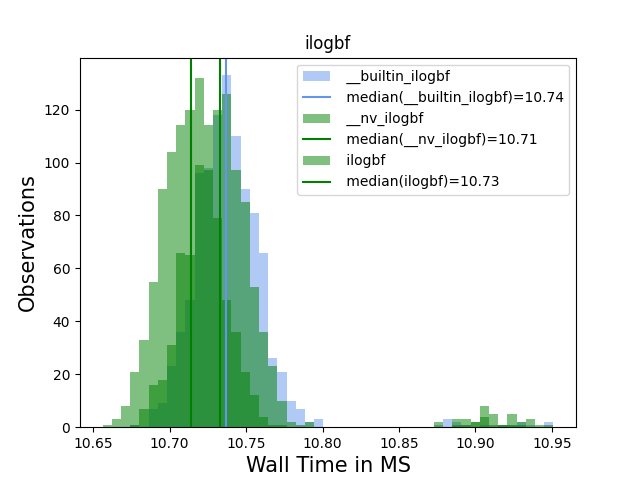 ilogbf
__builtin_ilogbf
median(__builtin_ilogbf)=10.74
__nv_ilogbf
median(__nv_ilogbf)=10.71
ilogbf
median(ilogbf)=10.73
Observations
120
100
80
60
40
20
0
10.65 10.70 10.75 10.80 10.85 10.90 10.95
Wall Time in MS